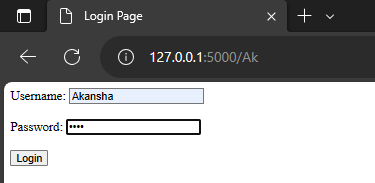 Login Page
127.0.0.1:5000/Ak
Username: Akansha
Password: ••••
Login